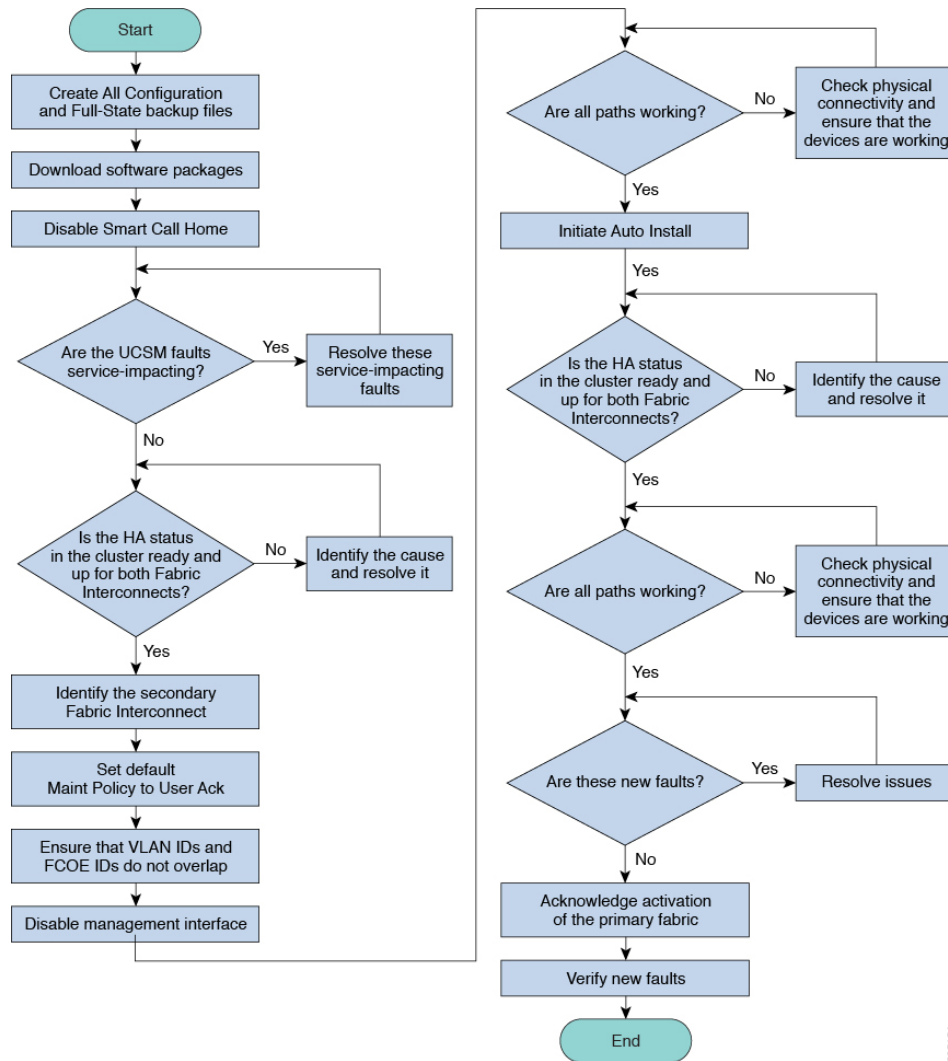 Start
Create All Configuration
and Full-State backup files
Download software packages
Disable Smart Call Home
Are the UCSM faults
service-impacting?
Yes
Resolve these
service-impacting
faults
No
Is the HA status
in the cluster ready and
up for both Fabric
Interconnects?
No
Identify the cause
and resolve it
Yes
Identify the secondary
Fabric Interconnect
Set default
Maint Policy to User Ack
Ensure that VLAN IDs and
FCOE IDs do not overlap
Disable management interface
Are all paths working?
No
Check physical
connectivity and
ensure that the
devices are working
Yes
Initiate Auto Install
Yes
Is the HA status
in the cluster ready and
up for both Fabric
Interconnects?
No
Identify the cause
and resolve it
Yes
Are all paths working?
No
Check physical
connectivity and
ensure that the
devices are working
Yes
Are these new faults?
Yes
Resolve issues
No
Acknowledge activation
of the primary fabric
Verify new faults
End